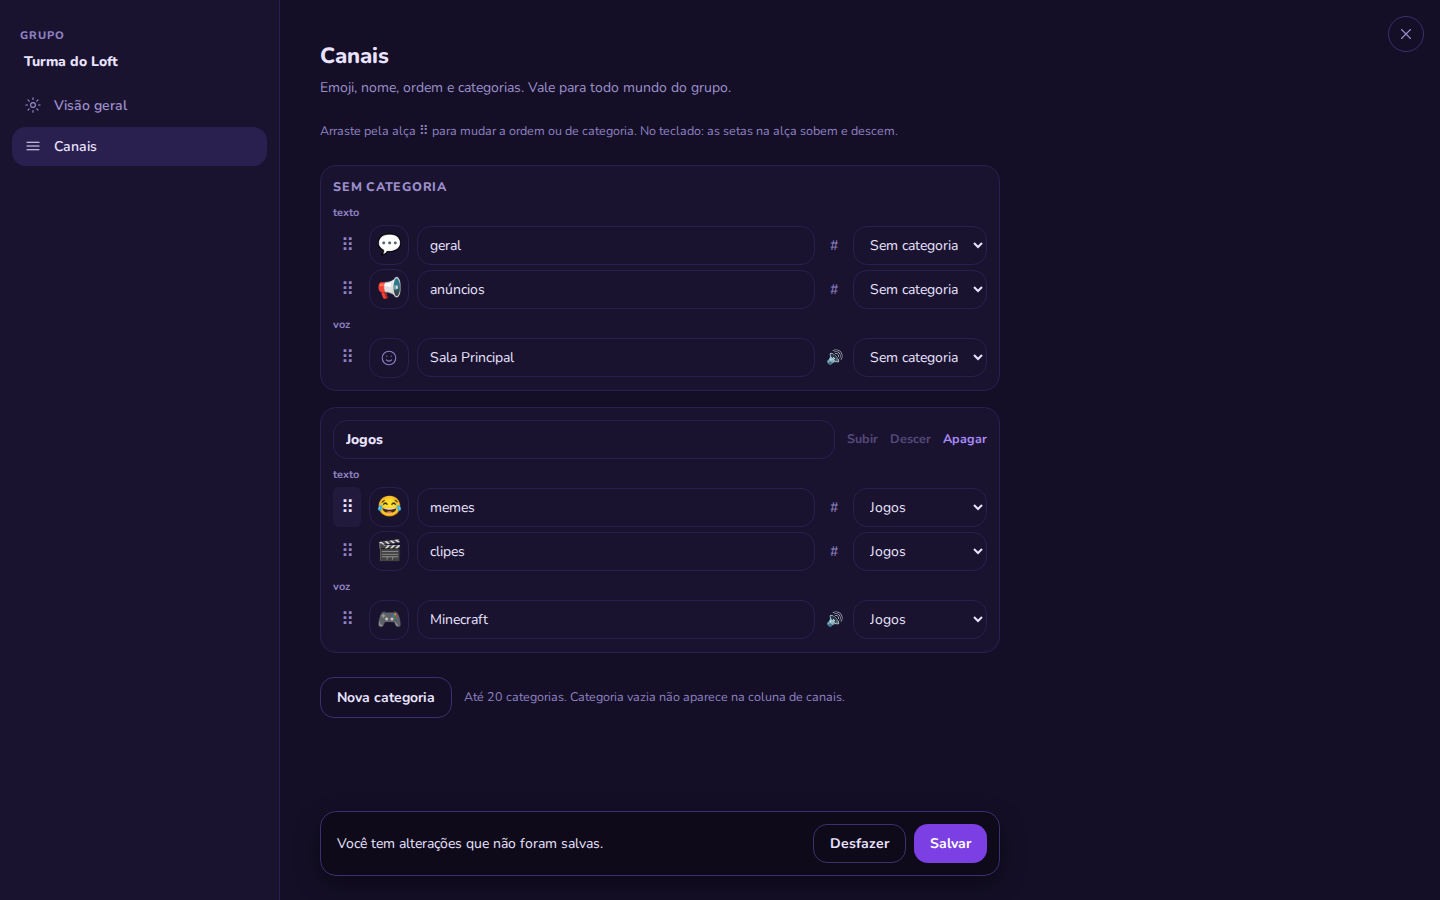 GRUPO
Turma do Loft
Visão geral
Canais
Canais
Emoji, nome, ordem e categorias. Vale para todo mundo do grupo.
Arraste pela alça ⠿ para mudar a ordem ou de categoria. No teclado: as setas na alça sobem e descem.
SEM CATEGORIA
texto
geral # Sem categoria
anúncios # Sem categoria
voz
Sala Principal Sem categoria
Jogos Subir Descer Apagar
texto
memes # Jogos
clipes # Jogos
voz
Minecraft Jogos
Nova categoria Até 20 categorias. Categoria vazia não aparece na coluna de canais.
Você tem alterações que não foram salvas. Desfazer Salvar